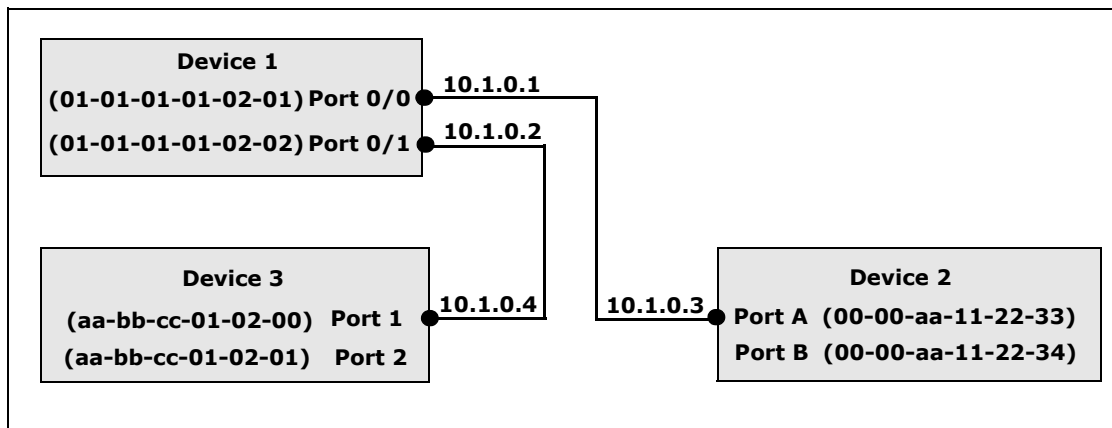 Device 1
(01-01-01-01-02-01) Port 0/0
10.1.0.1
(01-01-01-01-02-02) Port 0/1
10.1.0.2
Device 3
(aa-bb-cc-01-02-00) Port 1
10.1.0.4
(aa-bb-cc-01-02-01) Port 2
Device 2
10.1.0.3
Port A (00-00-aa-11-22-33)
Port B (00-00-aa-11-22-34)